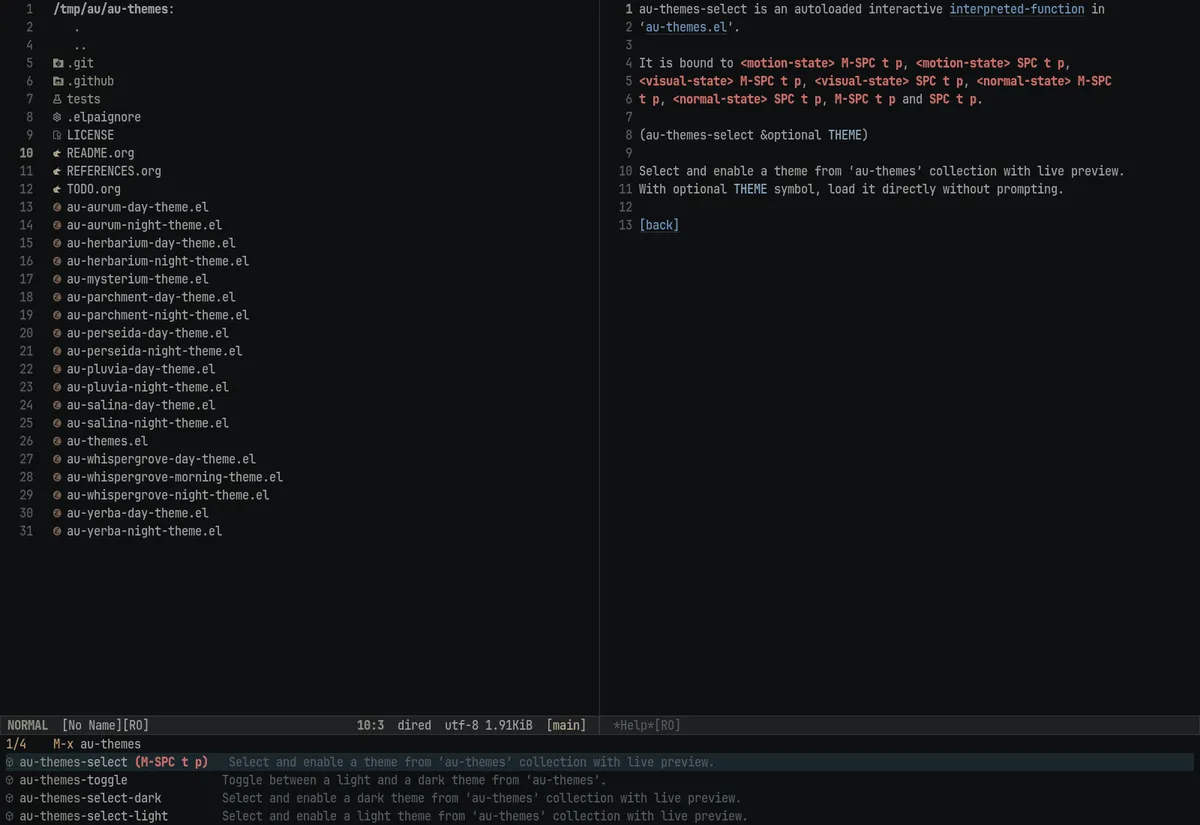 1 /tmp/au/au-themes:
2 .
4 ..
5 .git
6 .github
7 tests
8 .elpaignore
9 LICENSE
10 README.org
11 REFERENCES.org
12 TODO.org
13 au-aurum-day-theme.el
14 au-aurum-night-theme.el
15 au-herbarium-day-theme.el
16 au-herbarium-night-theme.el
17 au-mysterium-theme.el
18 au-parchment-day-theme.el
19 au-parchment-night-theme.el
20 au-perseida-day-theme.el
21 au-perseida-night-theme.el
22 au-pluvia-day-theme.el
23 au-pluvia-night-theme.el
24 au-salina-day-theme.el
25 au-salina-night-theme.el
26 au-themes.el
27 au-whispergrove-day-theme.el
28 au-whispergrove-morning-theme.el
29 au-whispergrove-night-theme.el
30 au-yerba-day-theme.el
31 au-yerba-night-theme.el
1 au-themes-select is an autoloaded interactive interpreted-function in
2 ‘au-themes.el’.
3
4 It is bound to <motion-state> M-SPC t p, <motion-state> SPC t p,
5 <visual-state> M-SPC t p, <visual-state> SPC t p, <normal-state> M-SPC
6 t p, <normal-state> SPC t p, M-SPC t p and SPC t p.
7
8 (au-themes-select &optional THEME)
9
10 Select and enable a theme from ‘au-themes’ collection with live preview.
11 With optional THEME symbol, load it directly without prompting.
12
13 [back]
NORMAL [No Name][RO] 10:3 dired utf-8 1.91KiB [main] *Help*[RO]
1/4 M-x au-themes
au-themes-select (M-SPC t p) Select and enable a theme from ‘au-themes’ collection with live preview.
au-themes-toggle Toggle between a light and a dark theme from ‘au-themes’.
au-themes-select-dark Select and enable a dark theme from ‘au-themes’ collection with live preview.
au-themes-select-light Select and enable a light theme from ‘au-themes’ collection with live preview.